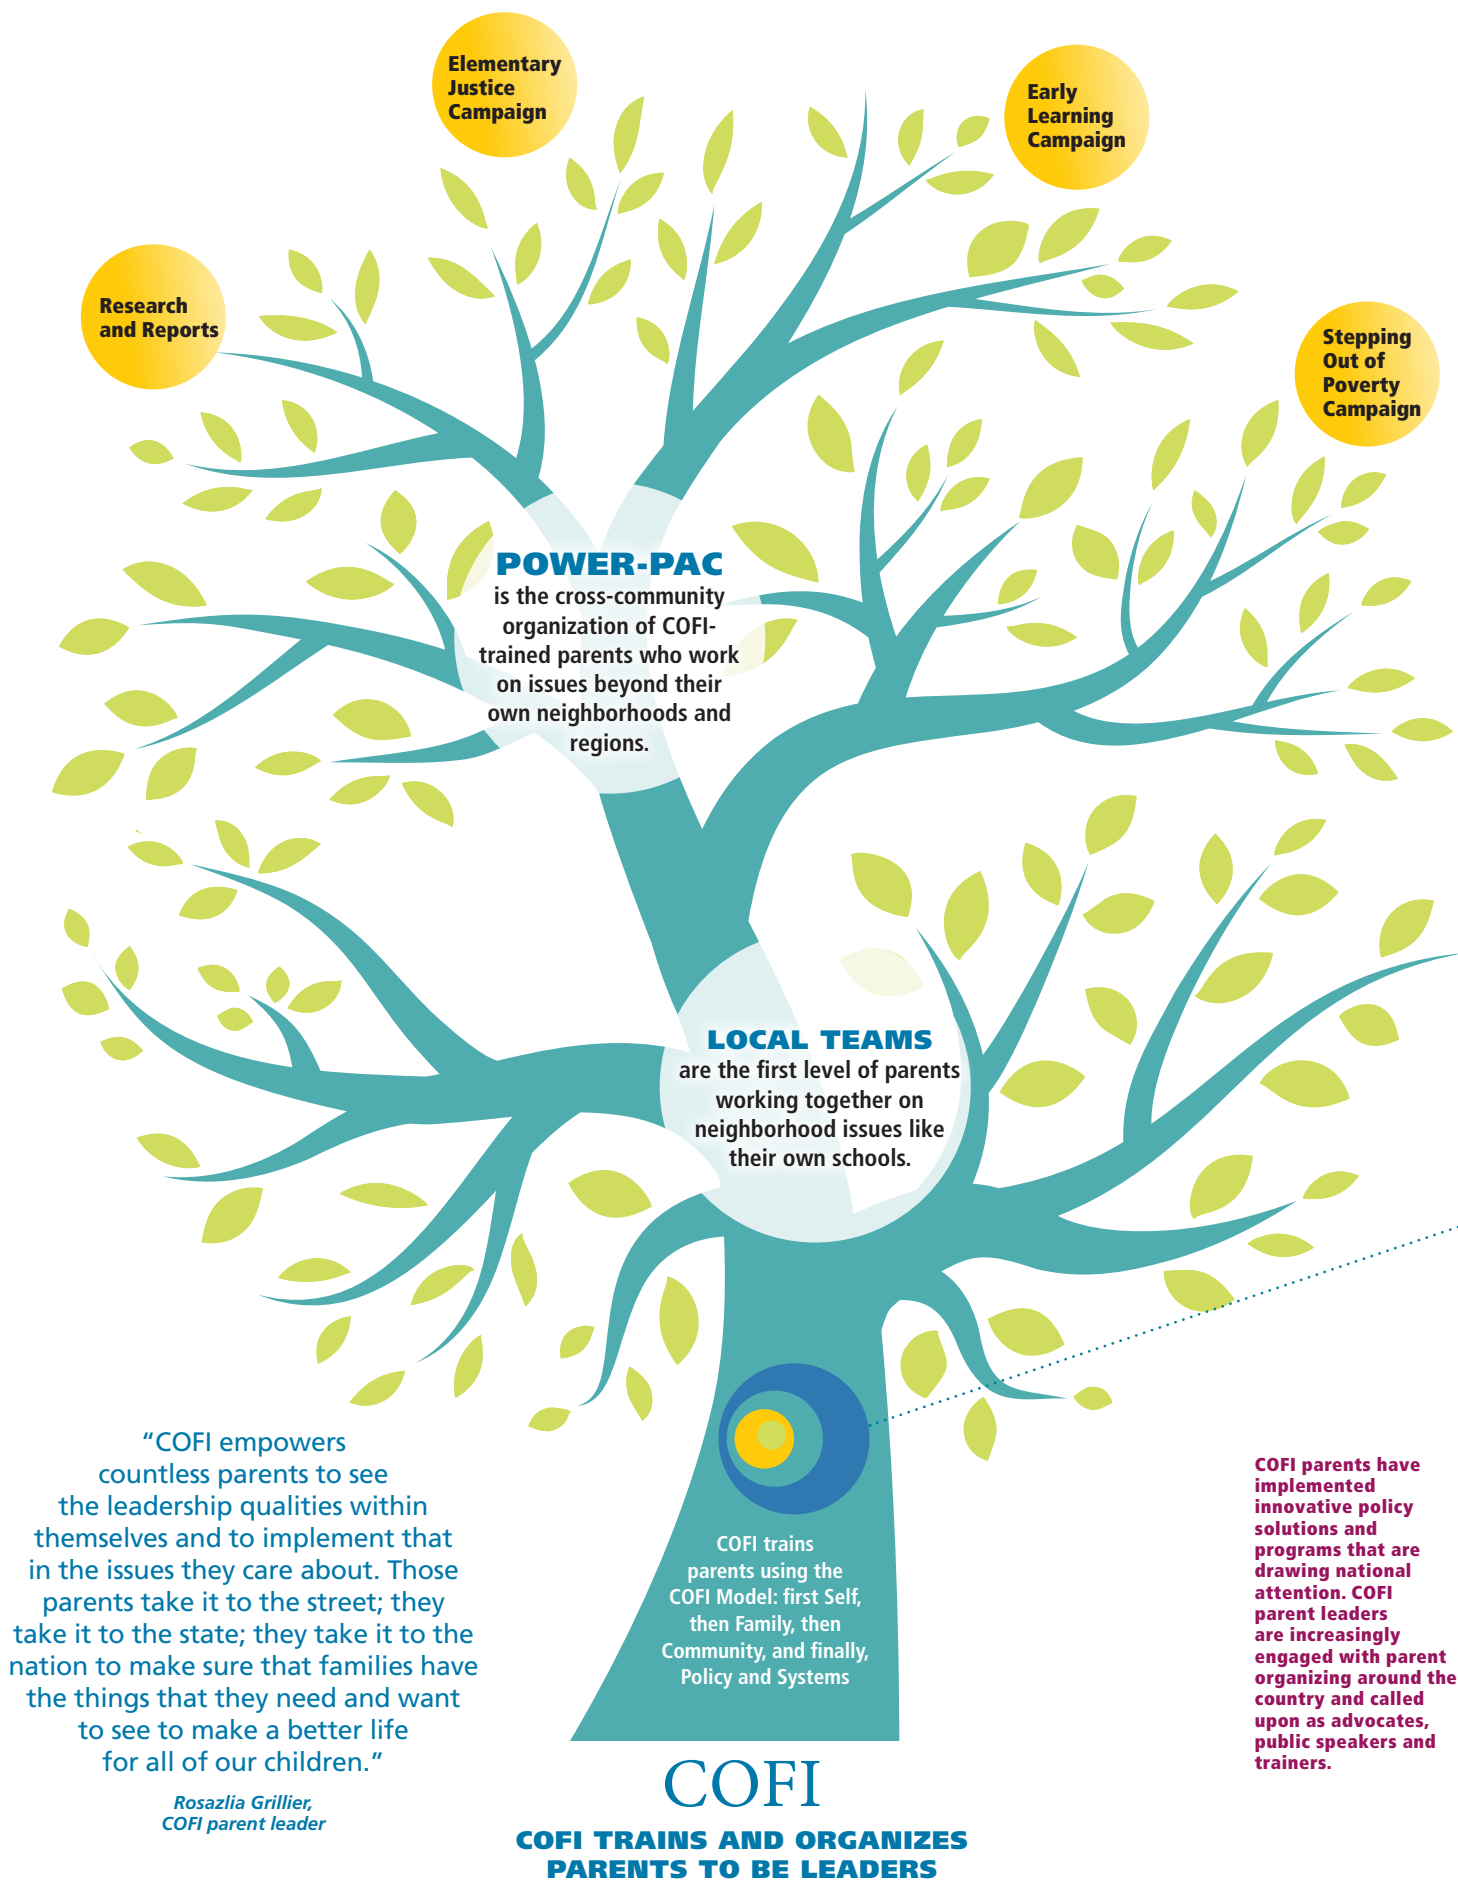 Elementary
Justice
Campaign
Early
Learning
Campaign
Research
and Reports
Stepping
Out of
Poverty
Campaign
POWER-PAC
is the cross-community
organization of COFI-
trained parents who work
on issues beyond their
own neighborhoods and
regions.
LOCAL TEAMS
are the first level of parents
working together on
neighborhood issues like
their own schools.
“COFI empowers
countless parents to see
the leadership qualities within
themselves and to implement that
in the issues they care about. Those
parents take it to the street; they
take it to the state; they take it to the
nation to make sure that families have
the things that they need and want
to see to make a better life
for all of our children.”
Rosazlia Grillier,
COFI parent leader
COFI trains
parents using the
COFI Model: first Self,
then Family, then
Community, and finally,
Policy and Systems
COFI parents have
implemented
innovative policy
solutions and
programs that are
drawing national
attention. COFI
parent leaders
are increasingly
engaged with parent
organizing around the
country and called
upon as advocates,
public speakers and
trainers.
COFI
COFI TRAINS AND ORGANIZES
PARENTS TO BE LEADERS